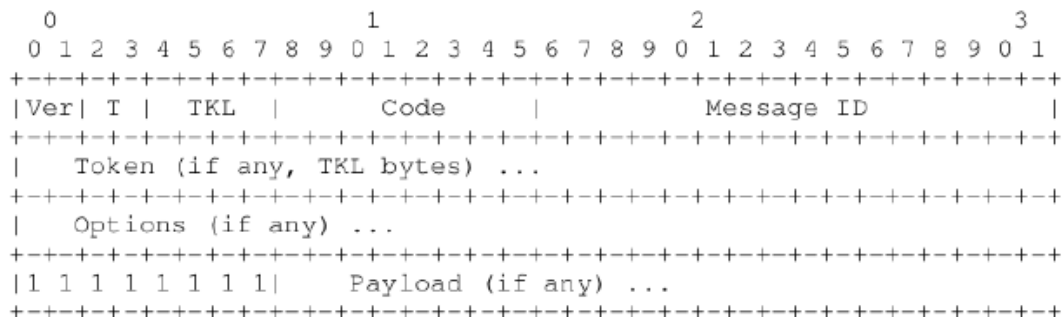 0 1 2 3
0 1 2 3 4 5 6 7 8 9 0 1 2 3 4 5 6 7 8 9 0 1 2 3 4 5 6 7 8 9 0 1
+-+-+-+-+-+-+-+-+-+-+-+-+-+-+-+-+-+-+-+-+-+-+-+-+-+-+-+-+-+-+-+-+
|Ver| T | TKL | Code | Message ID |
+-+-+-+-+-+-+-+-+-+-+-+-+-+-+-+-+-+-+-+-+-+-+-+-+-+-+-+-+-+-+-+-+
| Token (if any, TKL bytes) ...
+-+-+-+-+-+-+-+-+-+-+-+-+-+-+-+-+-+-+-+-+-+-+-+-+-+-+-+-+-+-+-+-+
| Options (if any) ...
+-+-+-+-+-+-+-+-+-+-+-+-+-+-+-+-+-+-+-+-+-+-+-+-+-+-+-+-+-+-+-+-+
|1 1 1 1 1 1 1 1| Payload (if any) ...
+-+-+-+-+-+-+-+-+-+-+-+-+-+-+-+-+-+-+-+-+-+-+-+-+-+-+-+-+-+-+-+-+